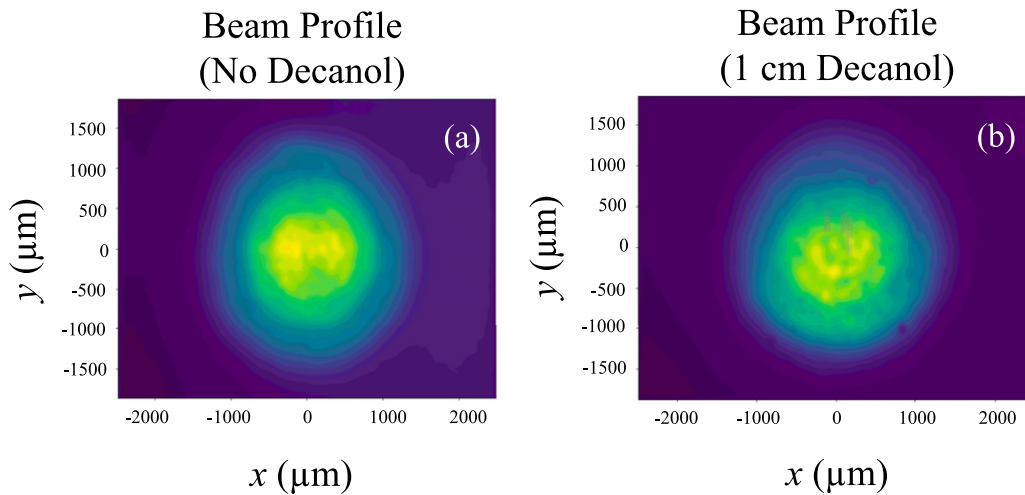 Beam Profile
(No Decanol)
(a)
y (µm)
1500
1000
500
0
-500
-1000
-1500
-2000 -1000 0 1000 2000
x (µm)
Beam Profile
(1 cm Decanol)
(b)
y (µm)
1500
1000
500
0
-500
-1000
-1500
-2000 -1000 0 1000 2000
x (µm)